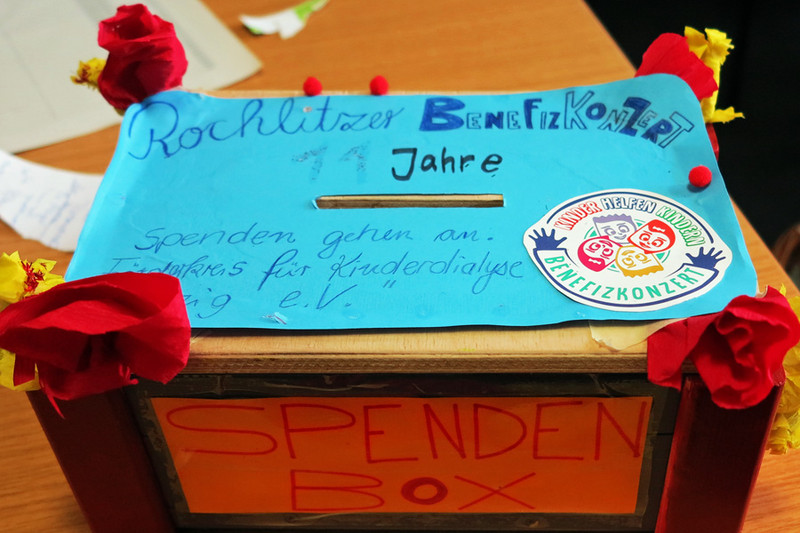 Rochlitzer BENEFIZKONZERT
11 Jahre
Spenden gehen an.
für Kinderdialyse
e.V."
KINDER HELFEN KINDERN
BENEFIZKONZERT
SPENDEN
BOX